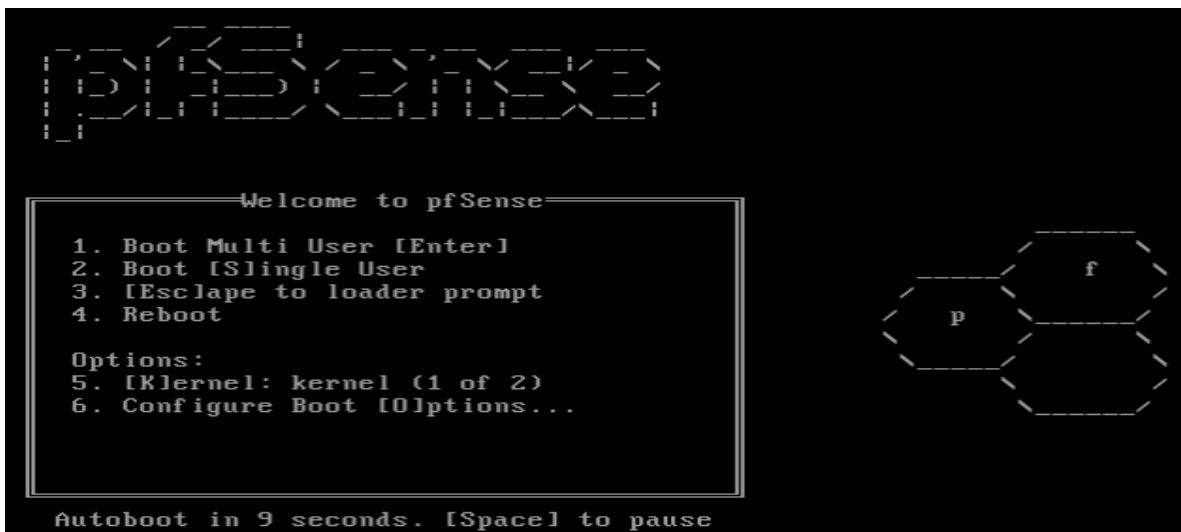 pfSense
Welcome to pfSense
1. Boot Multi User [Enter]
2. Boot [S]ingle User
3. [Esc]ape to loader prompt
4. Reboot
Options:
5. [K]ernel: kernel (1 of 2)
6. Configure Boot [O]ptions...
f
p
Autoboot in 9 seconds. [Space] to pause